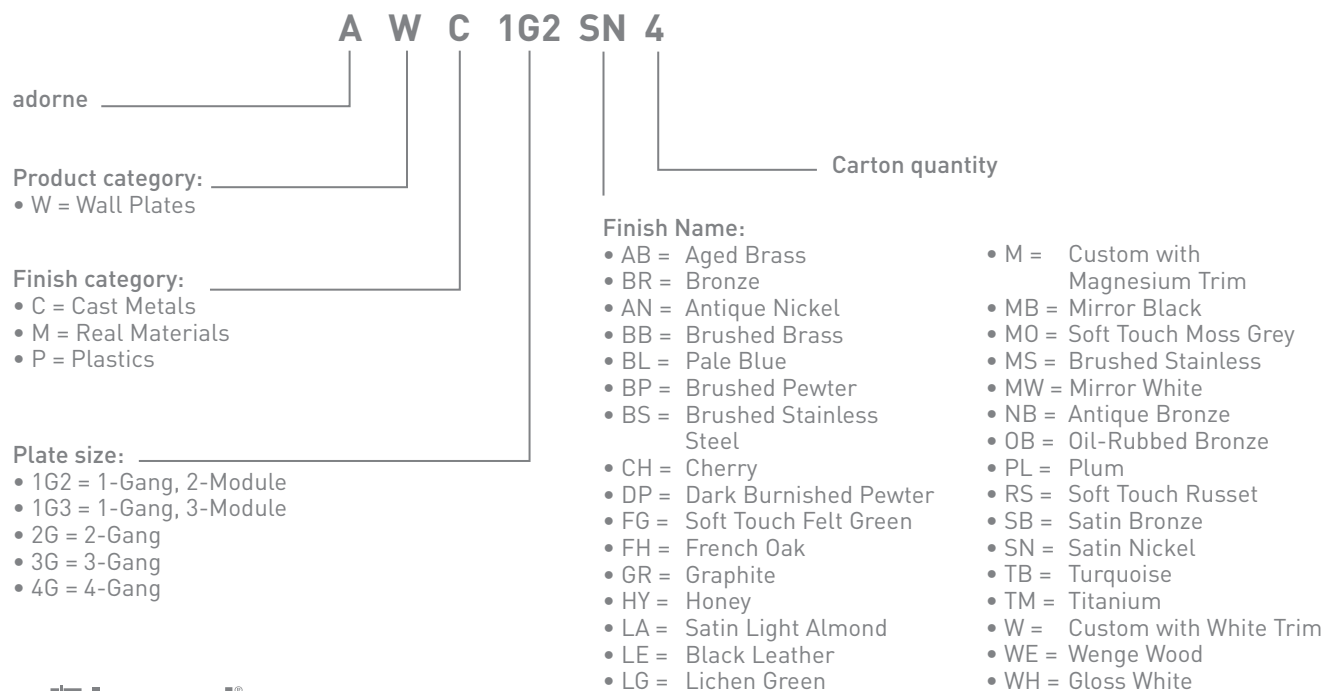 A W C 1G2 SN 4
adorne
Carton quantity
Product category:
• W = Wall Plates
Finish category:
• C = Cast Metals
• M = Real Materials
• P = Plastics
Plate size:
• 1G2 = 1-Gang, 2-Module
• 1G3 = 1-Gang, 3-Module
• 2G = 2-Gang
• 3G = 3-Gang
• 4G = 4-Gang
Finish Name:
• AB = Aged Brass
• BR = Bronze
• AN = Antique Nickel
• BB = Brushed Brass
• BL = Pale Blue
• BP = Brushed Pewter
• BS = Brushed Stainless
Steel
• CH = Cherry
• DP = Dark Burnished Pewter
• FG = Soft Touch Felt Green
• FH = French Oak
• GR = Graphite
• HY = Honey
• LA = Satin Light Almond
• LE = Black Leather
• LG = Lichen Green
• M = Custom with
Magnesium Trim
• MB = Mirror Black
• MO = Soft Touch Moss Grey
• MS = Brushed Stainless
• MW = Mirror White
• NB = Antique Bronze
• OB = Oil-Rubbed Bronze
• PL = Plum
• RS = Soft Touch Russet
• SB = Satin Bronze
• SN = Satin Nickel
• TB = Turquoise
• TM = Titanium
• W = Custom with White Trim
• WE = Wenge Wood
• WH = Gloss White